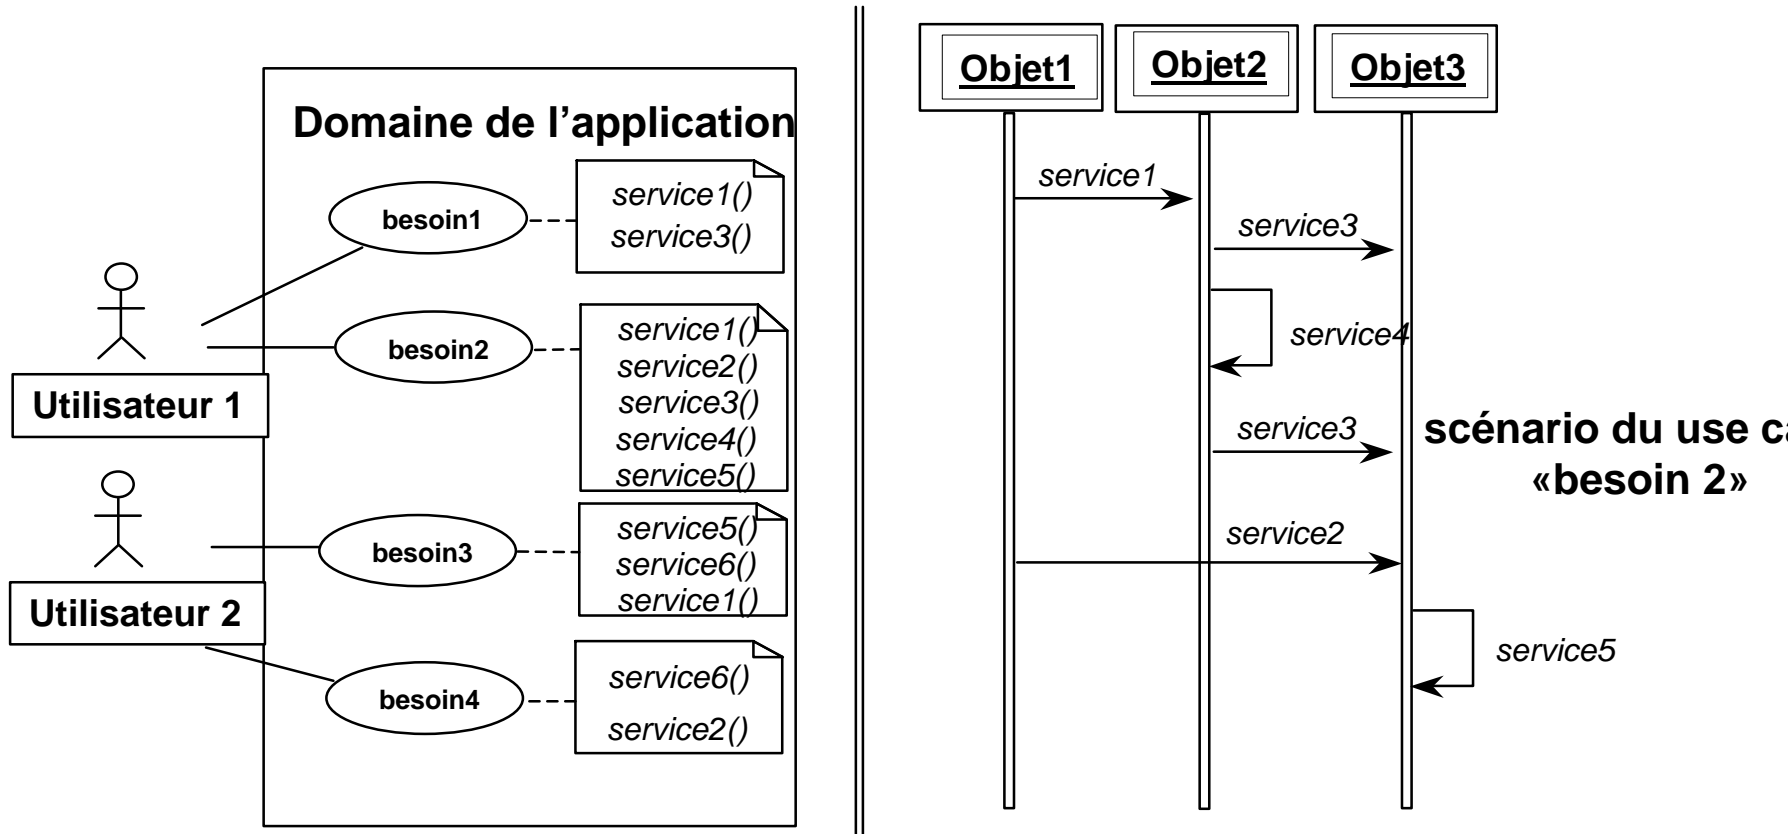 Domaine de l’application
besoin1
service1()
service3()
besoin2
service1()
service2()
service3()
service4()
service5()
Utilisateur 1
besoin3
service5()
service6()
service1()
Utilisateur 2
besoin4
service6()
service2()
Objet1
Objet2
Objet3
service1
service3
service4
service3
service2
service5
scénario du use
«besoin 2»